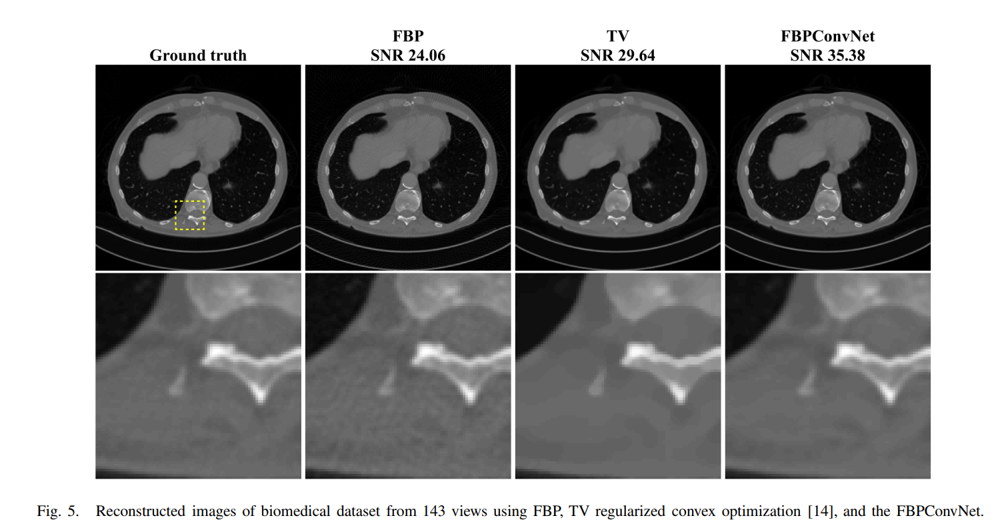 Ground truth
FBP
SNR 24.06
TV
SNR 29.64
FBPConvNet
SNR 35.38
Fig. 5. Reconstructed images of biomedical dataset from 143 views using FBP, TV regularized convex optimization [14], and the FBPConvNet.